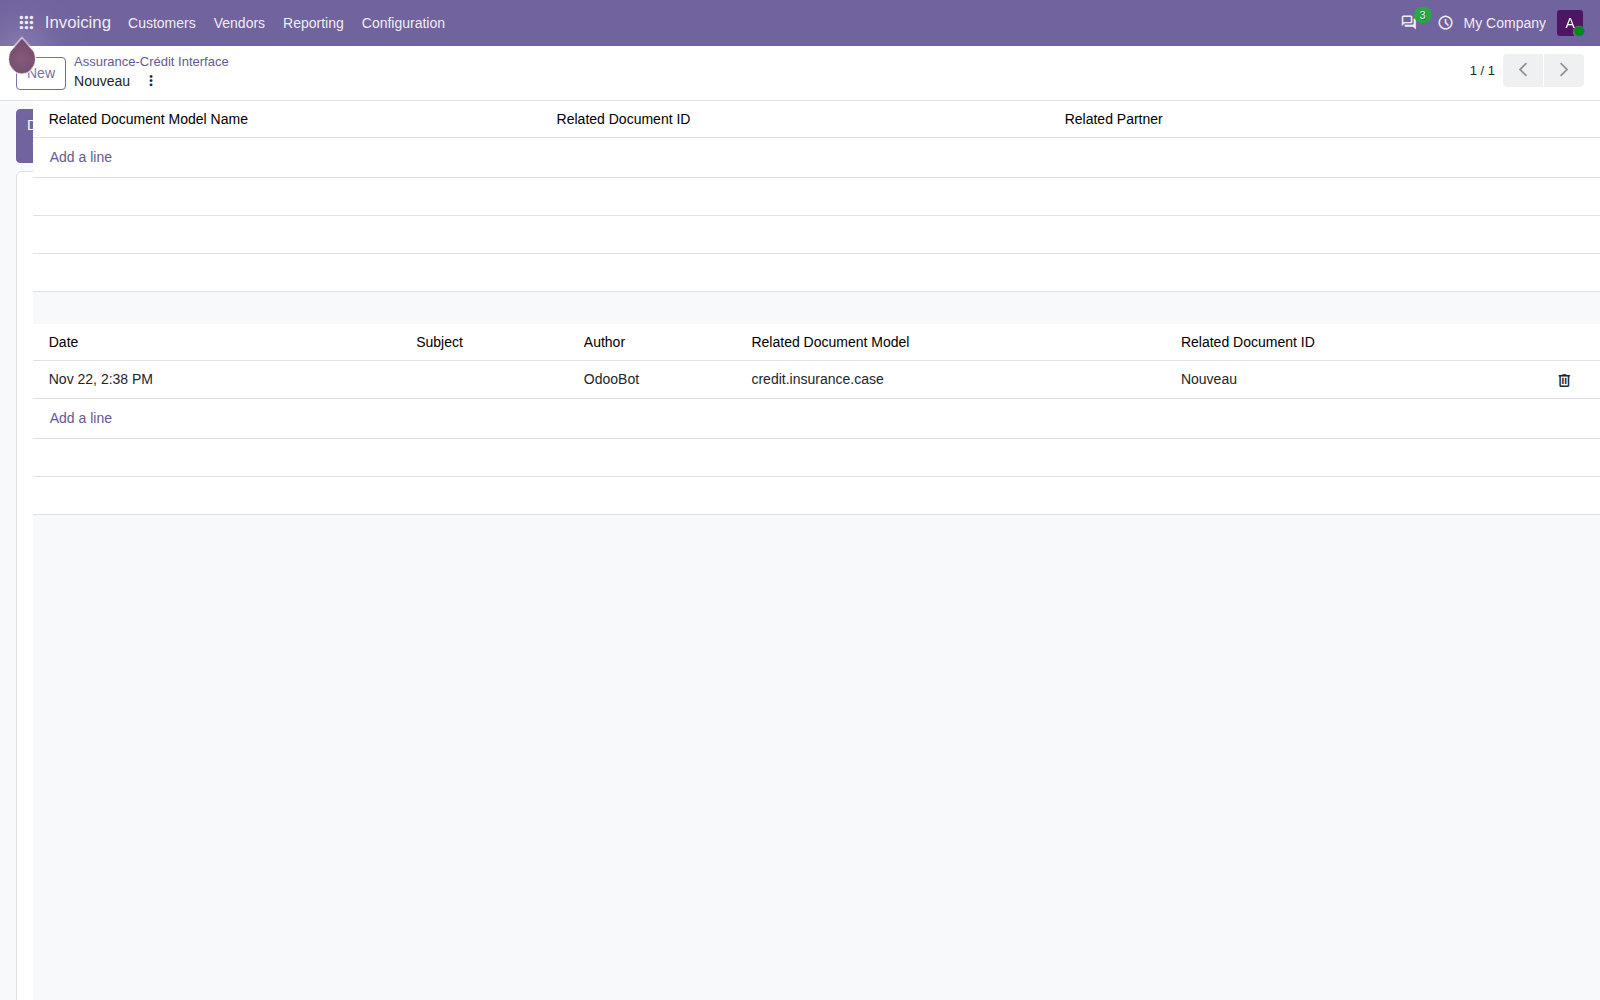 Invoicing Customers Vendors Reporting Configuration 3 My Company A
New Assurance-Crédit Interface
Nouveau
1 / 1
Related Document Model Name Related Document ID Related Partner
Add a line
Date Subject Author Related Document Model Related Document ID
Nov 22, 2:38 PM OdooBot credit.insurance.case Nouveau
Add a line